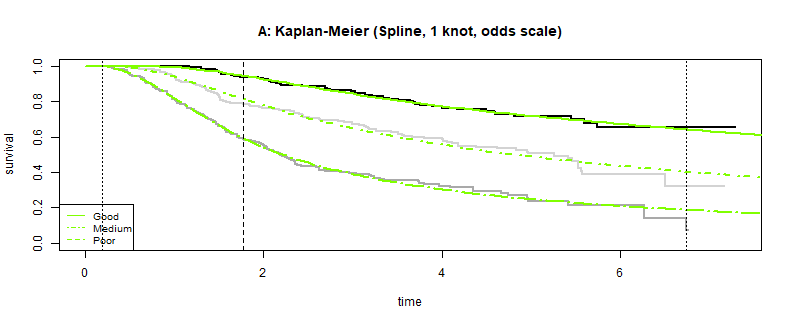 A: Kaplan-Meier (Spline, 1 knot, odds scale)
survival
1.0
0.8
0.6
0.4
0.2
0.0
Good
Medium
Poor
0
2
4
6
time